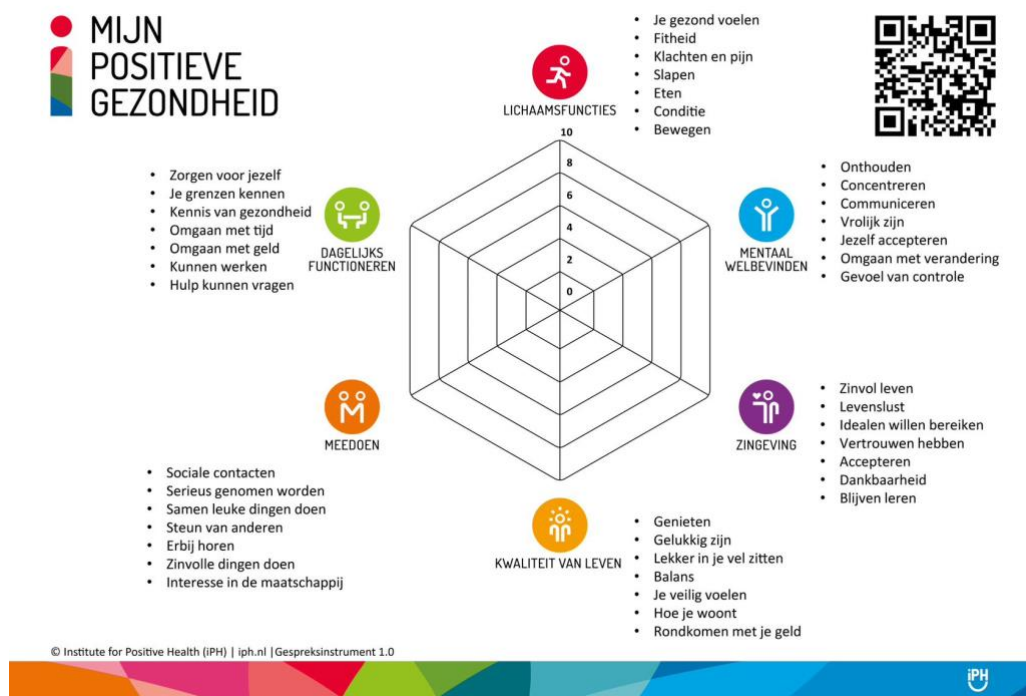 MIJN
POSITIEVE
GEZONDHEID
LICHAAMSFUNCTIES
• Je gezond voelen
• Fitheid
• Klachten en pijn
• Slapen
• Eten
• Conditie
• Bewegen
10
8
6
4
2
0
MENTAAL
WELBEVINDEN
• Onthouden
• Concentreren
• Communiceren
• Vrolijk zijn
• Jezelf accepteren
• Omgaan met verandering
• Gevoel van controle
ZINGEVING
• Zinvol leven
• Levenslust
• Idealen willen bereiken
• Vertrouwen hebben
• Accepteren
• Dankbaarheid
• Blijven leren
KWALITEIT VAN LEVEN
• Genieten
• Gelukkig zijn
• Lekker in je vel zitten
• Balans
• Je veilig voelen
• Hoe je woont
• Rondkomen met je geld
MEEDOEN
• Sociale contacten
• Serieus genomen worden
• Samen leuke dingen doen
• Steun van anderen
• Erbij horen
• Zinvolle dingen doen
• Interesse in de maatschappij
DAGELIJKS
FUNCTIONEREN
• Zorgen voor jezelf
• Je grenzen kennen
• Kennis van gezondheid
• Omgaan met tijd
• Omgaan met geld
• Kunnen werken
• Hulp kunnen vragen
© Institute for Positive Health (iPH) | iph.nl |Gespreksinstrument 1.0
iPH